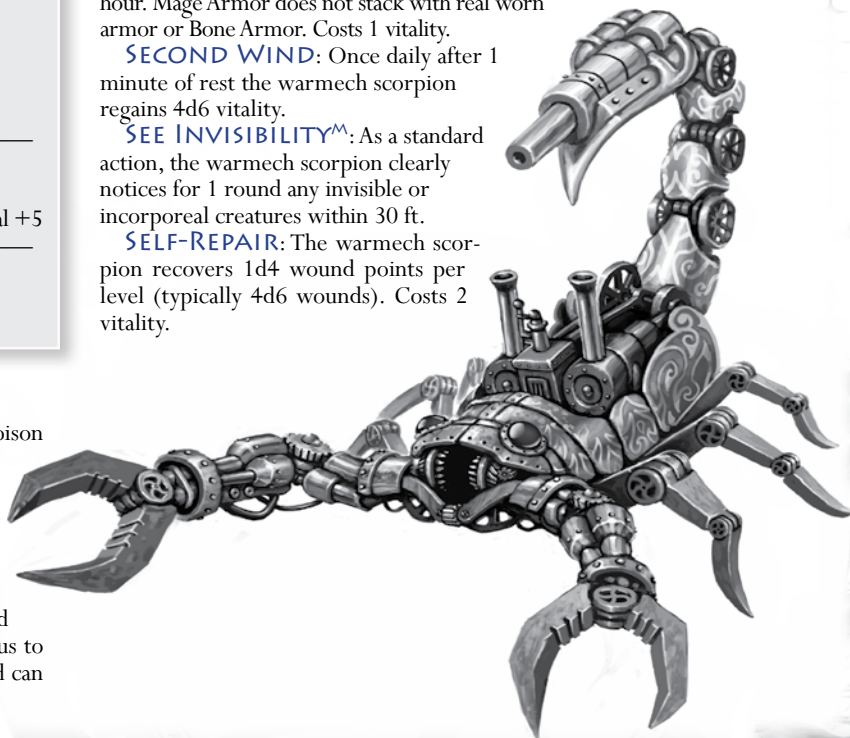 hour. Mage Armor does not stack with real worn
armor or Bone Armor. Costs 1 vitality.
SECOND WIND: Once daily after 1
minute of rest the warmech scorpion
regains 4d6 vitality.
SEE INVISIBILITYᴹ: As a standard
action, the warmech scorpion clearly
notices for 1 round any invisible or
incorporeal creatures within 30 ft.
SELF-REPAIR: The warmech scor-
pion recovers 1d4 wound points per
level (typically 4d6 wounds). Costs 2
vitality.
+5
us to
can